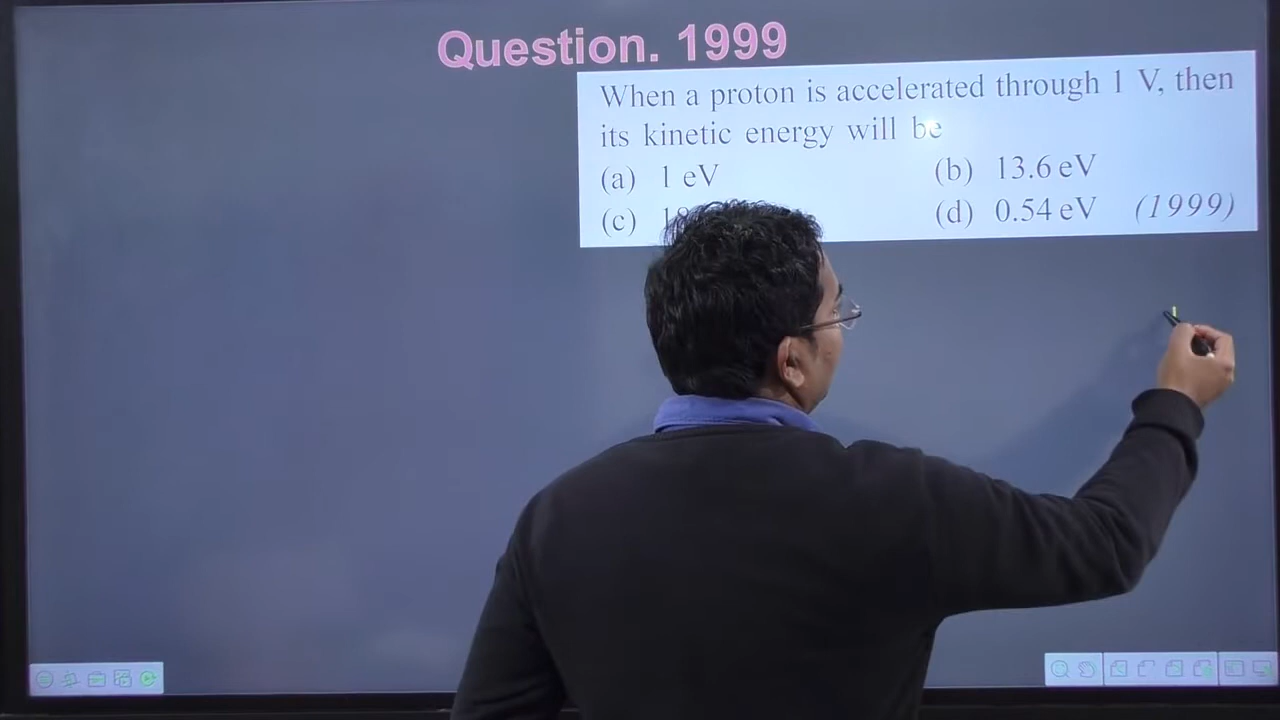 Question. 1999
When a proton is accelerated through 1 V, then
its kinetic energy will be
(a) 1 eV (b) 13.6 eV
(c) (d) 0.54 eV (1999)